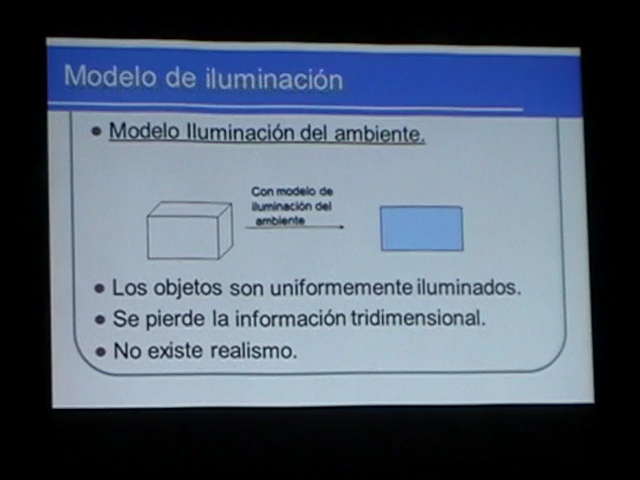 Modelo de iluminación
• Modelo Iluminación del ambiente.
Con modelo de
iluminación del
ambiente
• Los objetos son uniformemente iluminados.
• Se pierde la información tridimensional.
• No existe realismo.